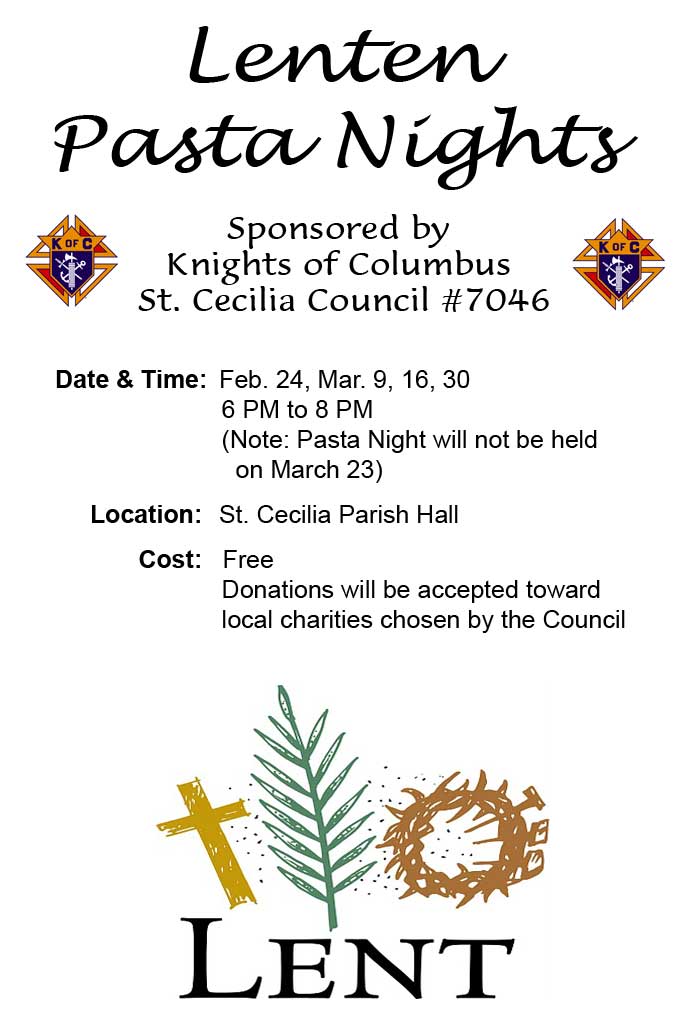 Lenten
Pasta Nights
Sponsored by
Knights of Columbus
St. Cecilia Council #7046
K OF C
K OF C
Date & Time: Feb. 24, Mar. 9, 16, 30
6 PM to 8 PM
(Note: Pasta Night will not be held
on March 23)
Location: St. Cecilia Parish Hall
Cost: Free
Donations will be accepted toward
local charities chosen by the Council
LENT